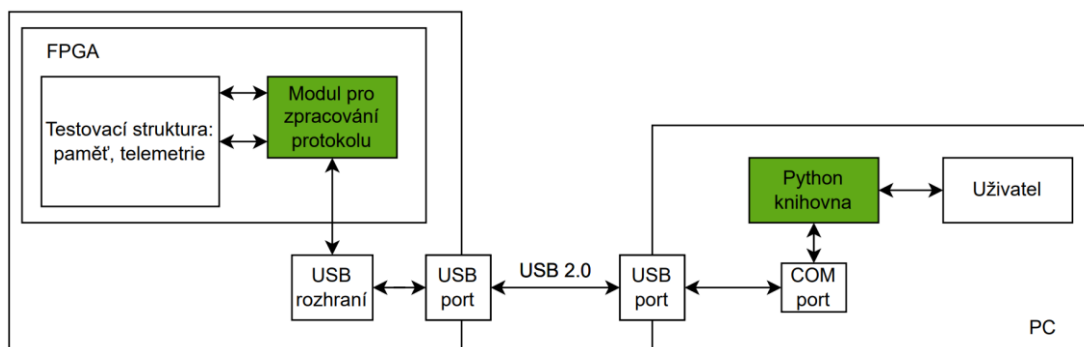 FPGA
Testovací struktura:
paměť, telemetrie
Modul pro
zpracování
protokolu
USB
rozhraní
USB
port
USB 2.0
USB
port
Python
knihovna
Uživatel
COM
port
PC